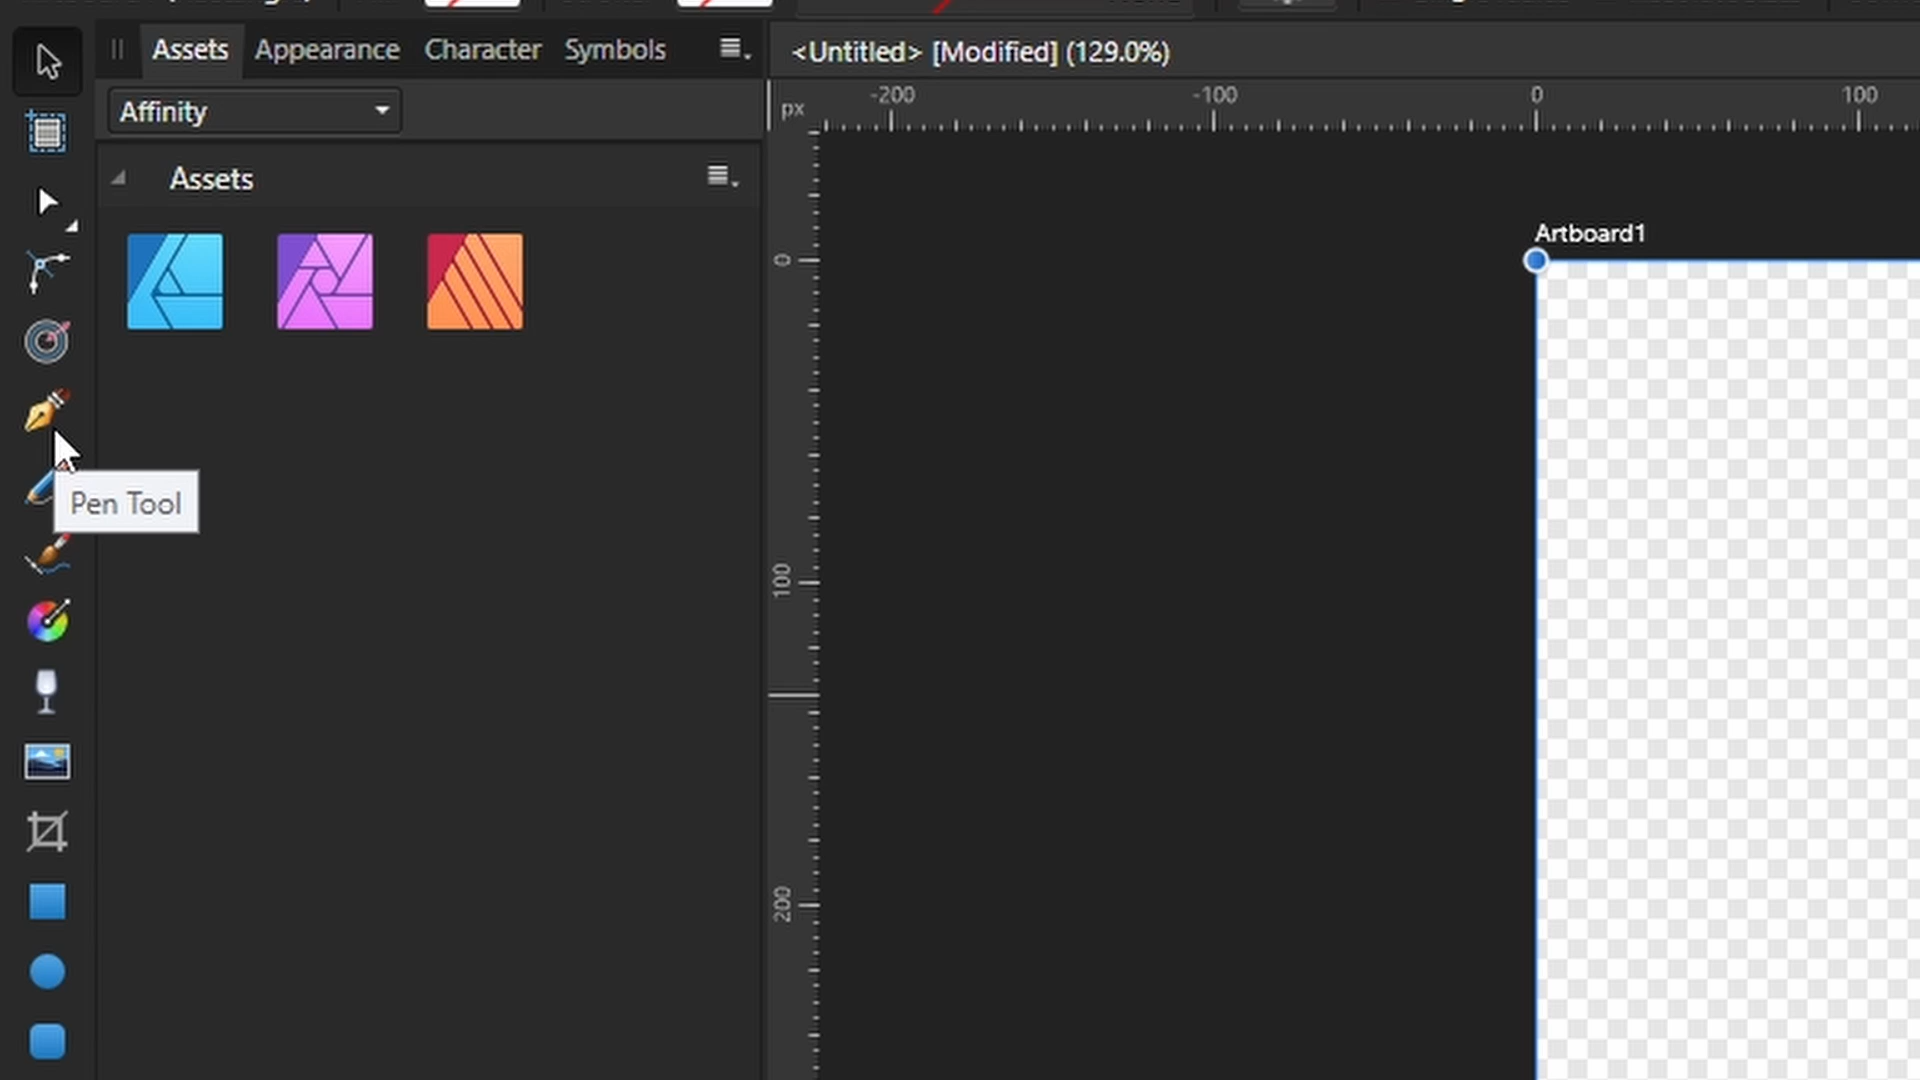 Assets Appearance Character Symbols
<Untitled> [Modified] (129.0%)
Affinity
px -200 -100 0 100
Assets
Artboard1
0
Pen Tool
100
200